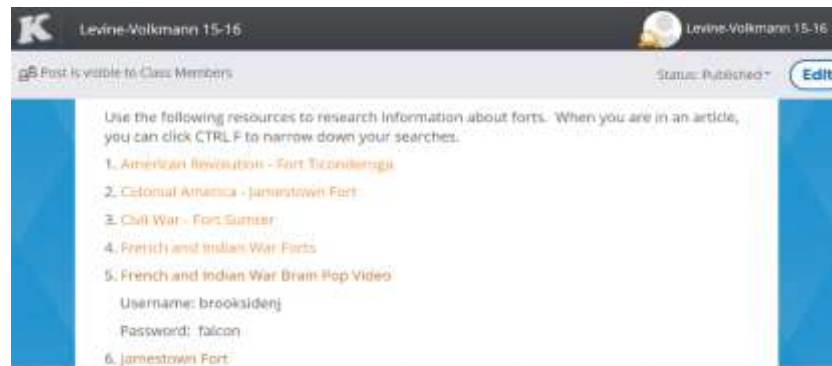 K Levine-Volkmann 15-16 Levine-Volkmann 15-16
Post is visible to Class Members Status: Published Edit
Use the following resources to research information about forts. When you are in an article,
you can click CTRL F to narrow down your searches.
1. American Revolution - Fort Ticonderoga
2. Colonial America - Jamestown Fort
3. Civil War - Fort Sumter
4. French and Indian War Forts
5. French and Indian War Brain Pop Video
Username: brooksidenj
Password: falcon
6. Jamestown Fort